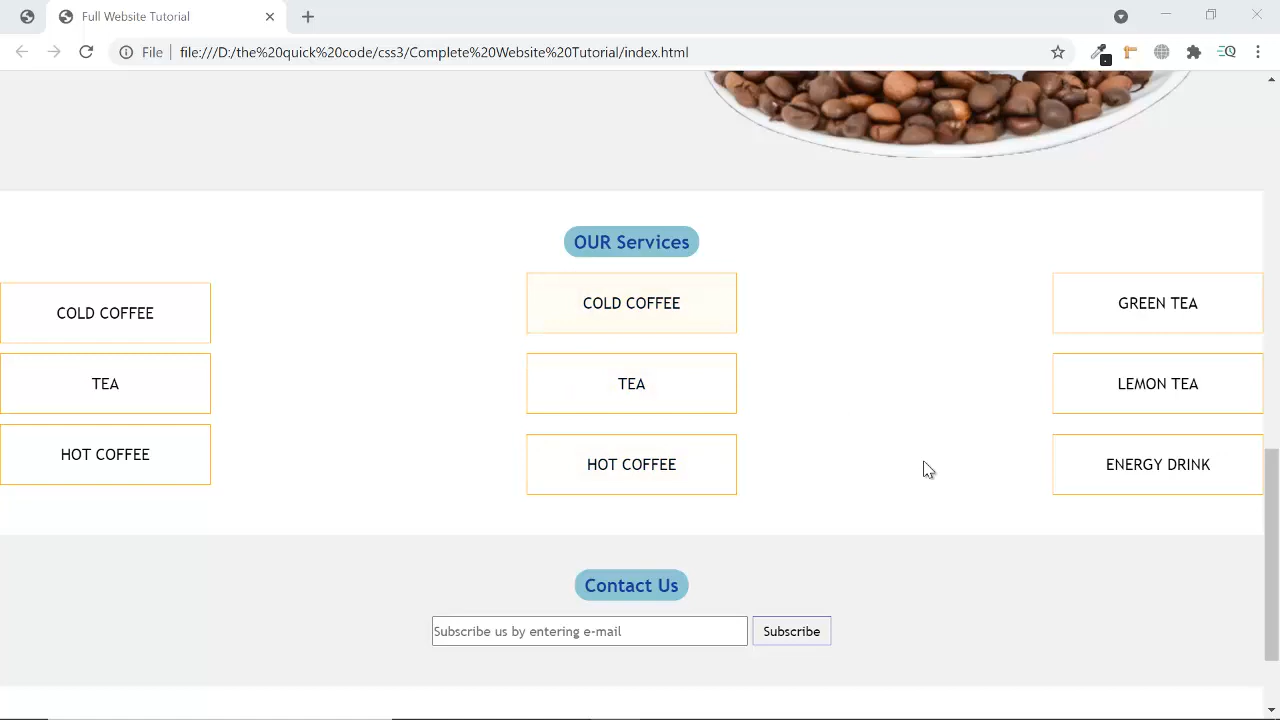 Full Website Tutorial
File
file:///D:/the%20quick%20code/css3/Complete%20Website%20Tutorial/index.html
OUR Services
COLD COFFEE
COLD COFFEE
GREEN TEA
TEA
TEA
LEMON TEA
HOT COFFEE
HOT COFFEE
ENERGY DRINK
Contact Us
Subscribe us by entering e-mail
Subscribe